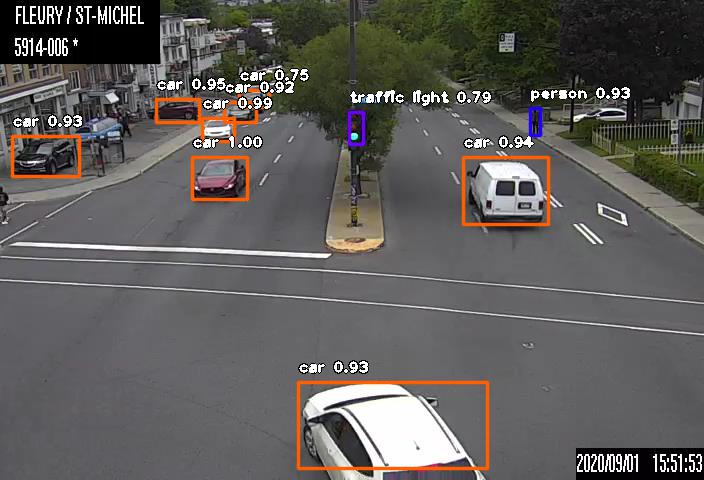 FLEURY / ST-MICHEL
5914-006 *
car 0.75
car 0.95
car 0.92
car 0.99
traffic light 0.79
person 0.93
car 0.93
car 1.00
car 0.94
car 0.93
2020/09/01 15:51:53